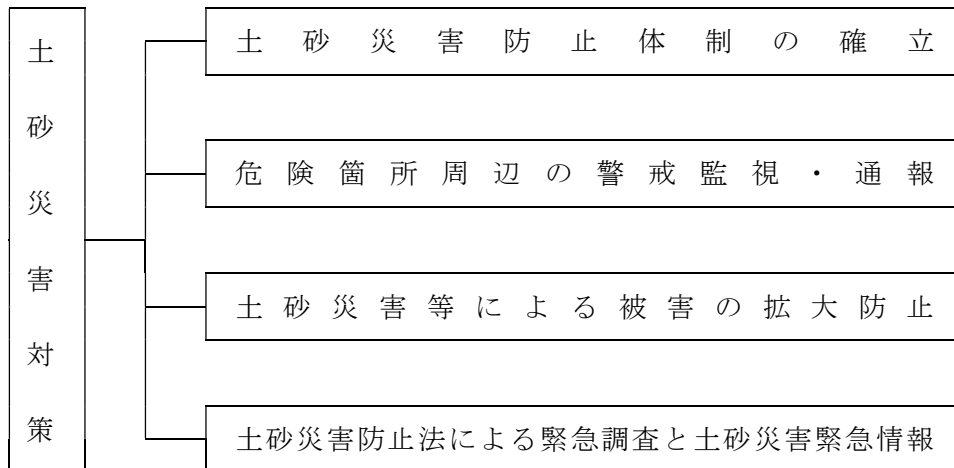 土砂災害対策
土砂災害防止体制の確立
危険箇所周辺の警戒監視・通報
土砂災害等による被害の拡大防止
土砂災害防止法による緊急調査と土砂災害緊急情報